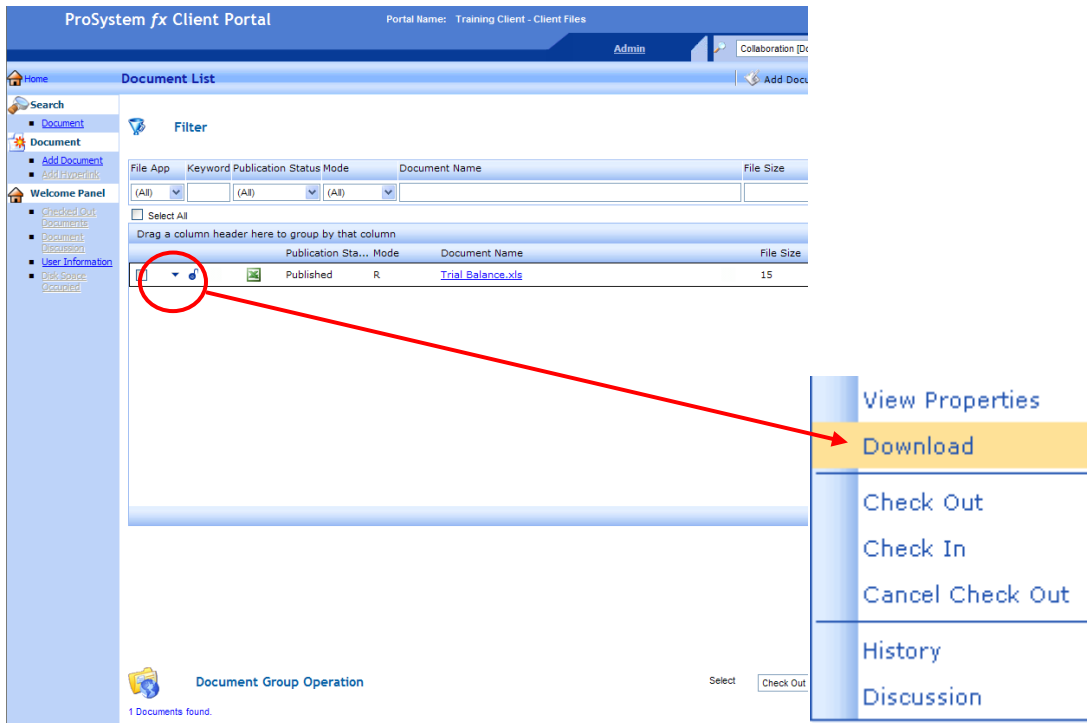 ProSystem fx Client Portal
Portal Name: Training Client - Client Files
Admin
Collaboration [Do
Home
Document List
Add Docu
Search
Document
Document
Add Document
Add Hyperlink
Welcome Panel
Checked Out
Documents
Document
Discussion
User Information
Disk Space
Occupied
Filter
File App Keyword Publication Status Mode Document Name File Size
(All) (All) (All)
Select All
Drag a column header here to group by that column
Publication Sta... Mode Document Name File Size
Published R Trial Balance.xls 15
View Properties
Download
Check Out
Check In
Cancel Check Out
History
Discussion
Document Group Operation
Select Check Out
1 Documents found.